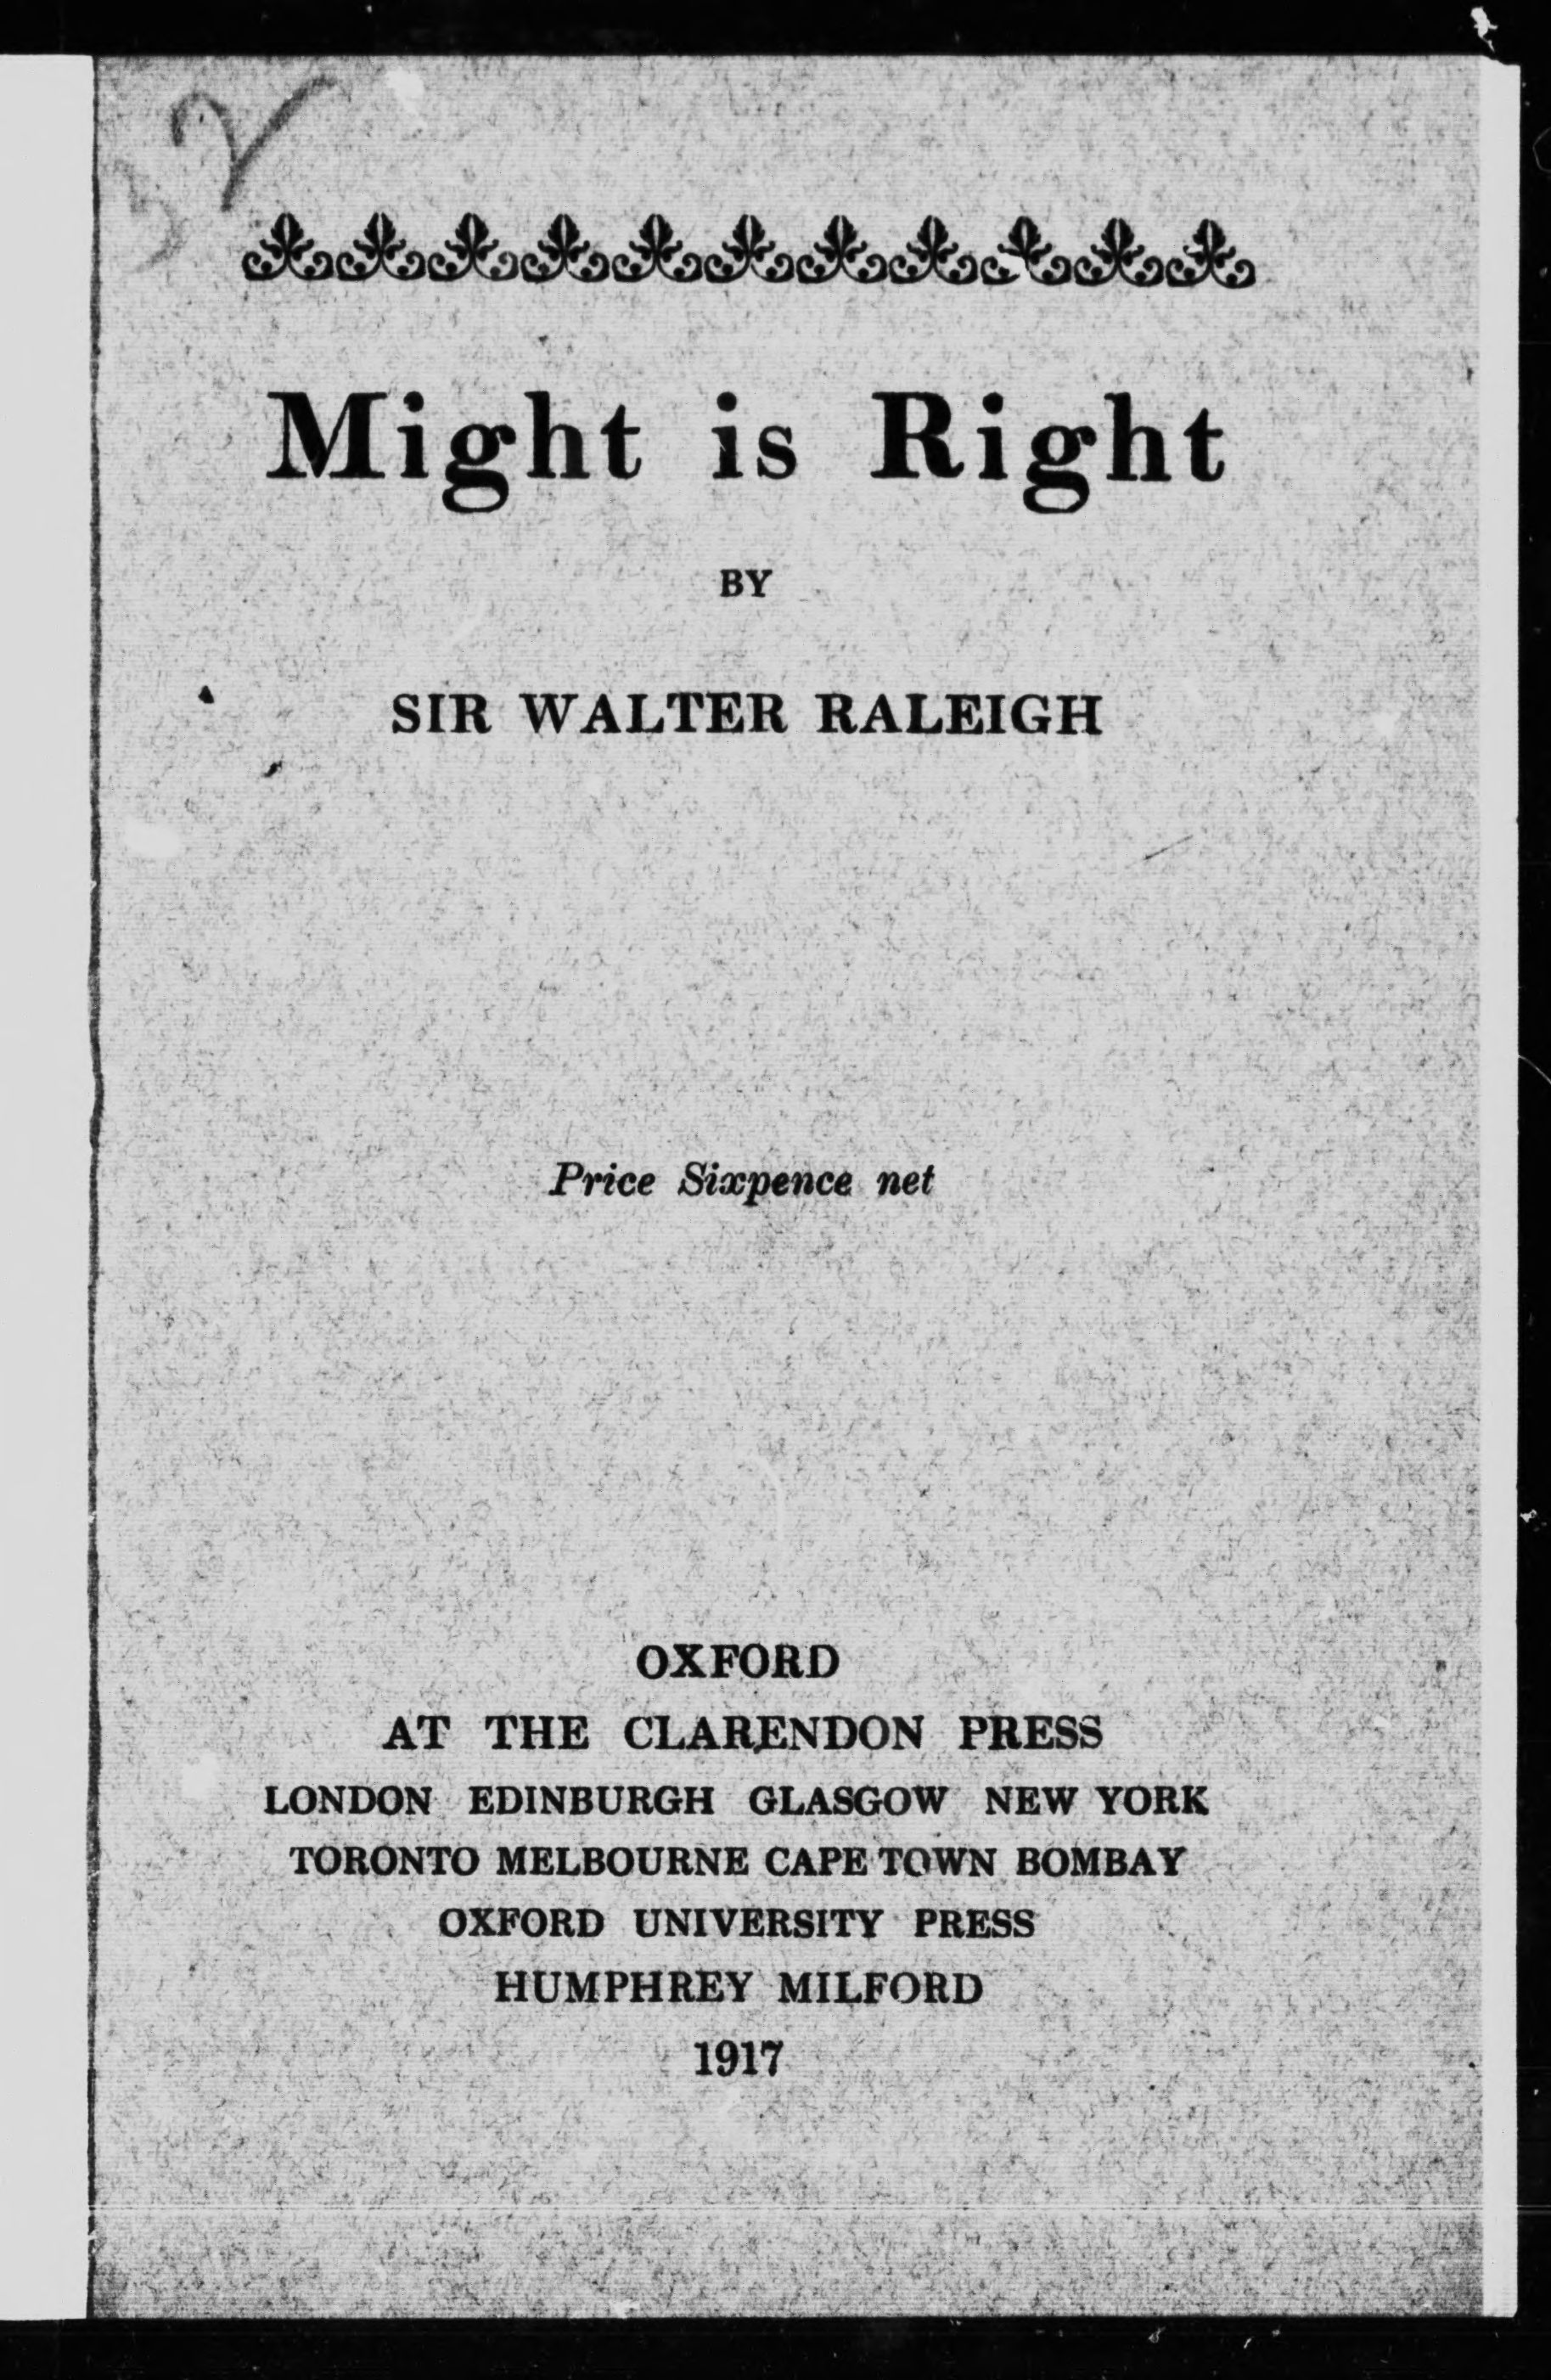 Might is Right
BY
SIR WALTER RALEIGH
Price Sixpence net
OXFORD
AT THE CLARENDON PRESS
LONDON EDINBURGH GLASGOW NEW YORK
TORONTO MELBOURNE CAPE TOWN BOMBAY
OXFORD UNIVERSITY PRESS
HUMPHREY MILFORD
1917